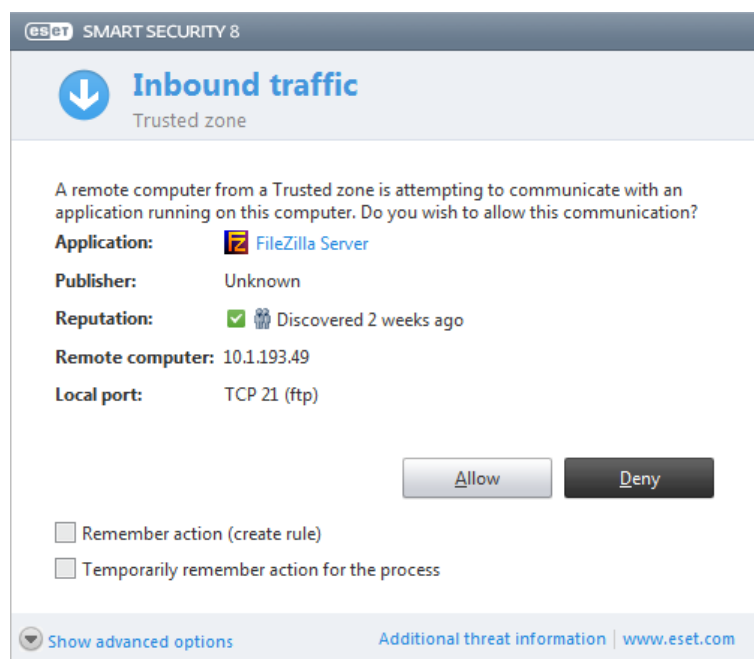 eset SMART SECURITY 8
Inbound traffic
Trusted zone
A remote computer from a Trusted zone is attempting to communicate with an
application running on this computer. Do you wish to allow this communication?
Application: FZ FileZilla Server
Publisher: Unknown
Reputation: Discovered 2 weeks ago
Remote computer: 10.1.193.49
Local port: TCP 21 (ftp)
Allow Deny
Remember action (create rule)
Temporarily remember action for the process
Show advanced options Additional threat information | www.eset.com